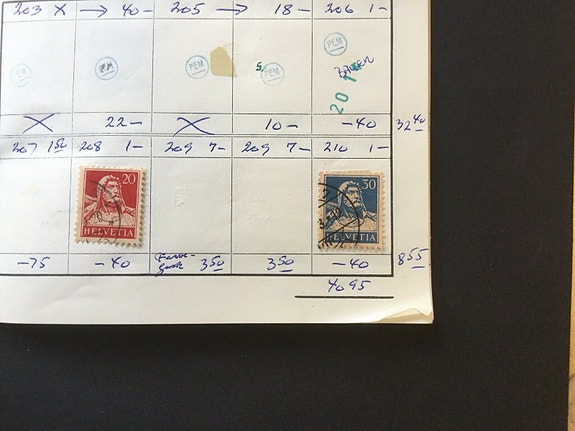 203 X → 40- 205 → 18- 206 1-
PEM PEM PEM PEM
BADEN
5
20
22- 10- -40 32 40
207 1 50 208 1- 209 7- 209 7- 210 1-
20 30
HELVETIA HELVETIA
-75 -40 3 50 3 50 -40 8 55
40 95